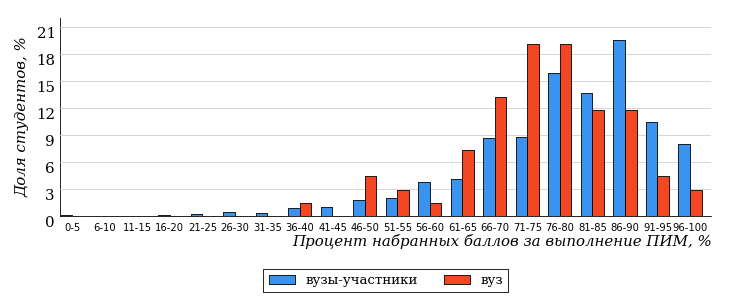 Доля студентов, %
21
18
15
12
9
6
3
0
0-5 6-10 11-15 16-20 21-25 26-30 31-35 36-40 41-45 46-50 51-55 56-60 61-65 66-70 71-75 76-80 81-85 86-90 91-95 96-100
Процент набранных баллов за выполнение ПИМ, %
вузы-участники вуз